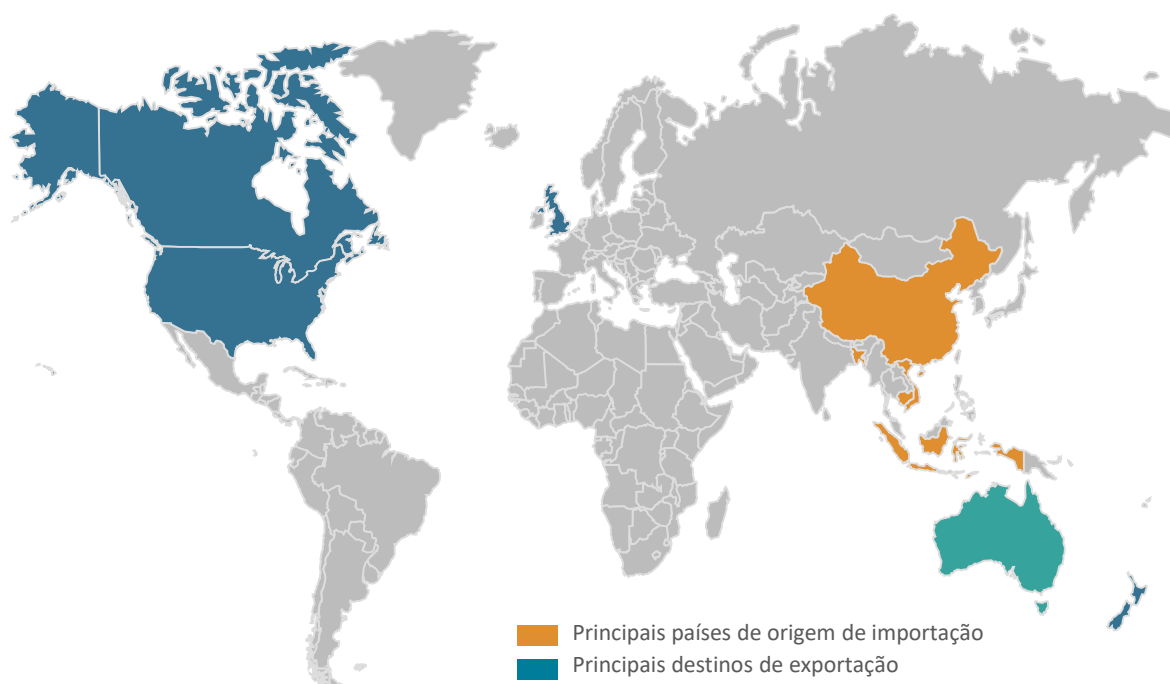 Principais países de origem de importação
Principais destinos de exportação